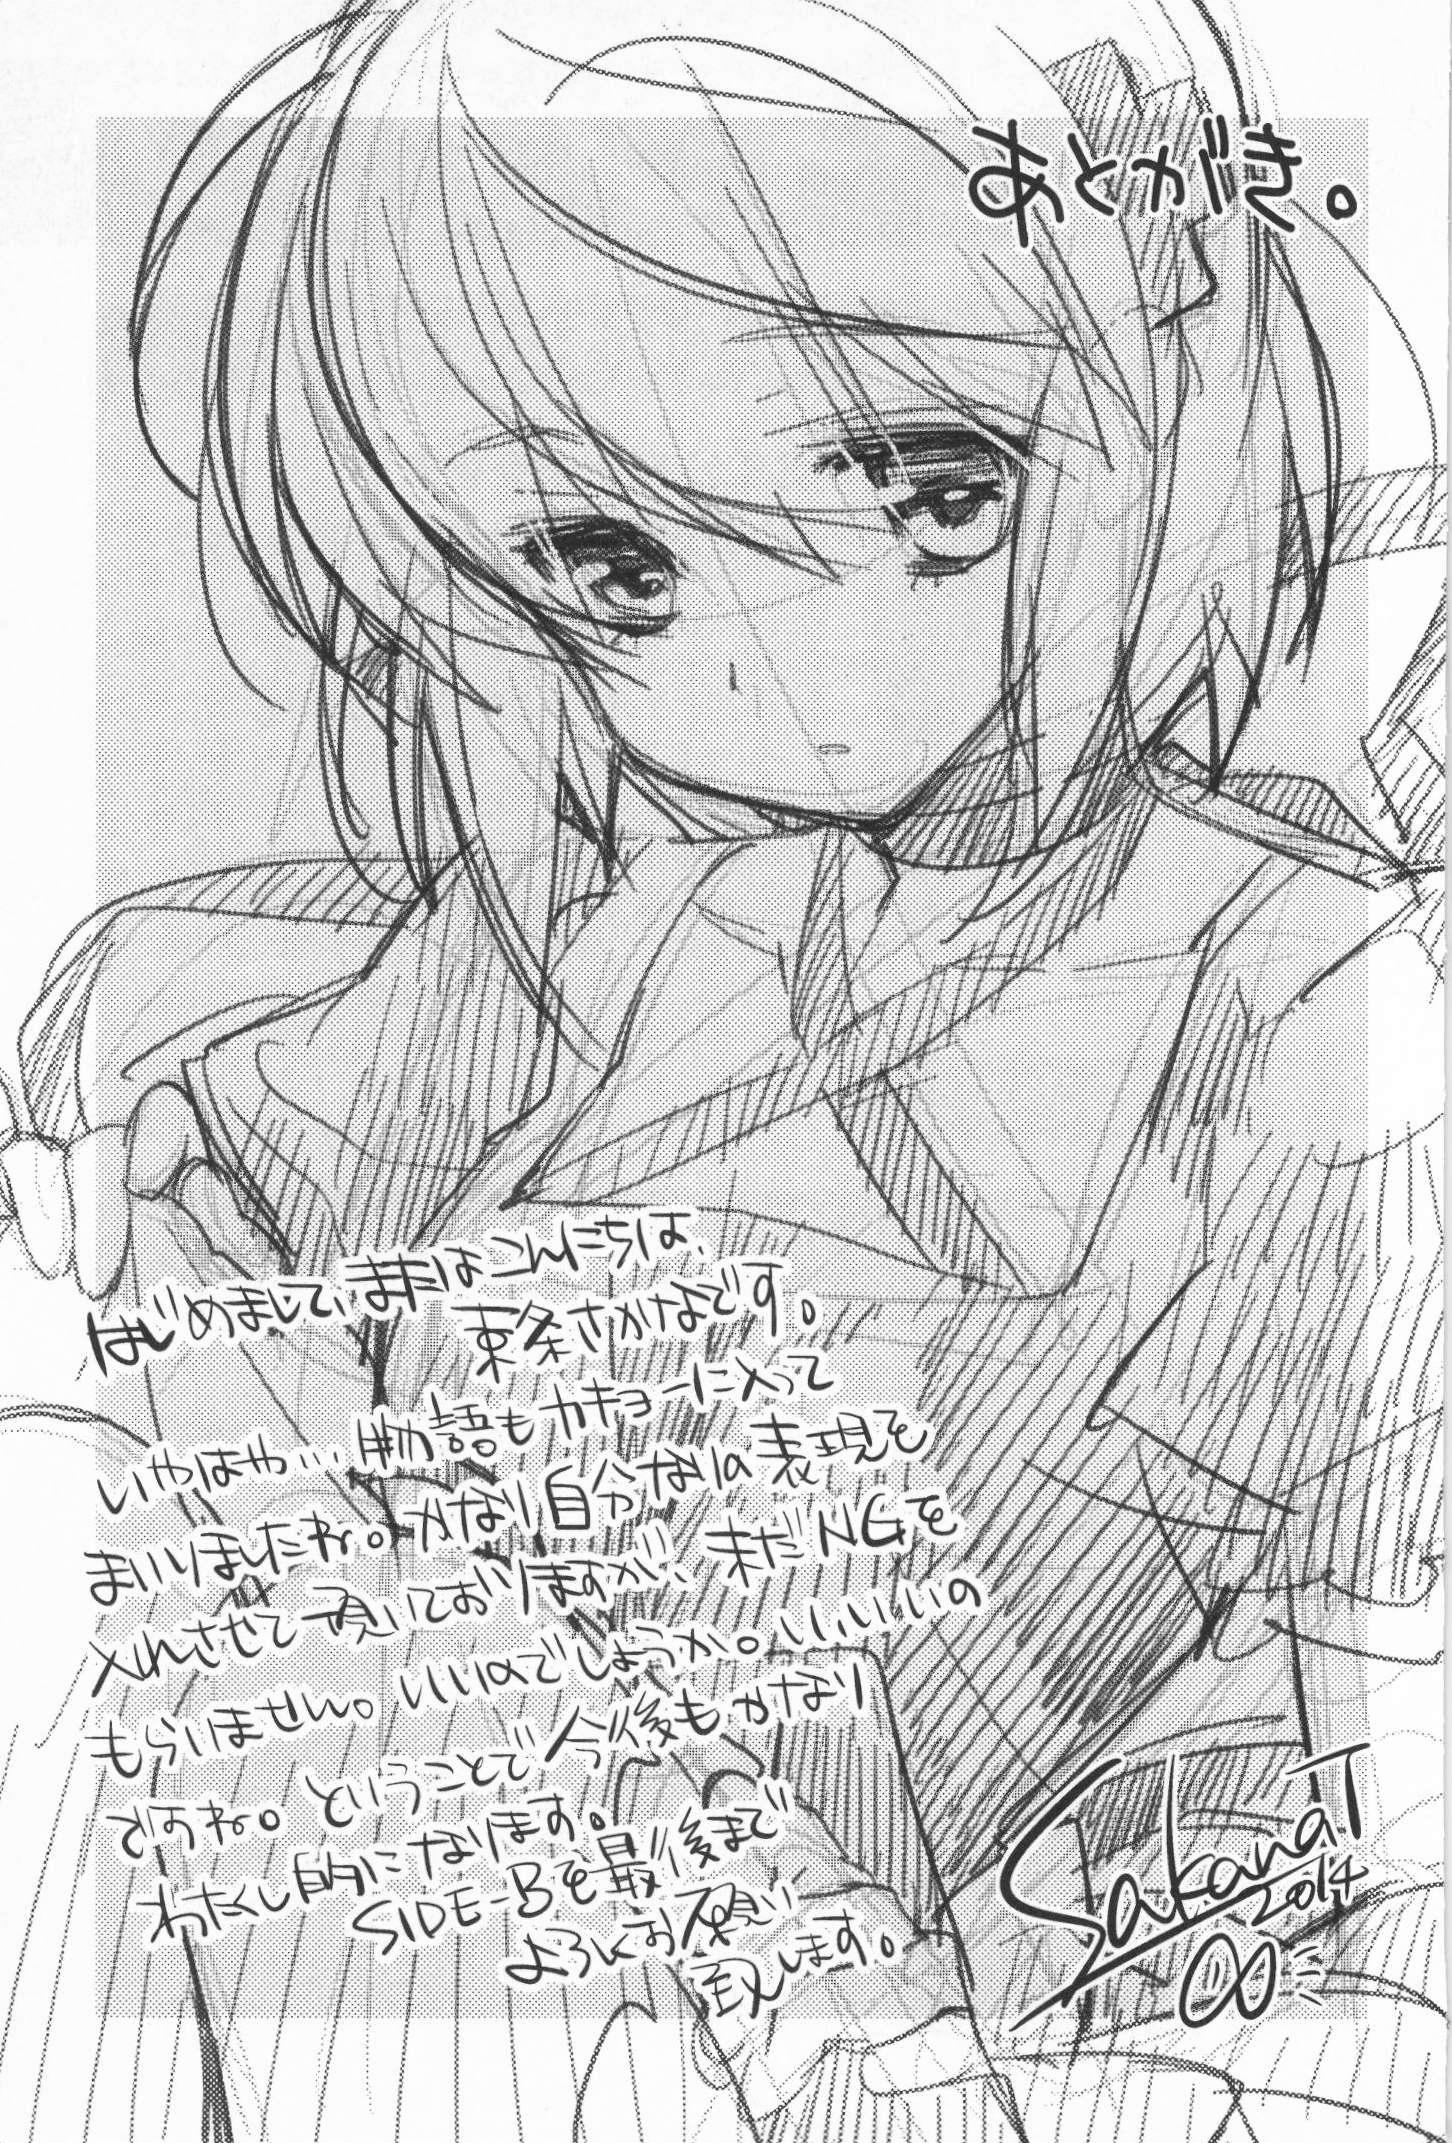 あとがき。
はじめまして、またはこんにちは、
東条さかなです。
いやはや…物語もカキョーに入って
まいりましたね。かなり自分なりの表現を
入れさせて頂いておりますが、未だNGを
もらいません。いいのでしょうか。いいいいの
ですね。ということで今後もかなり
わたくし的になります。
SIDE-Bを最後まで
よろしくお願い
致します。
SakanaT
2014